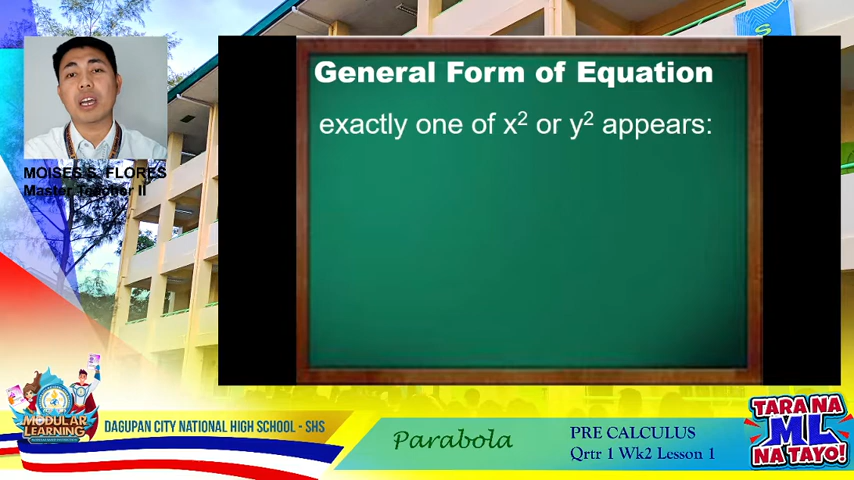 General Form of Equation
exactly one of x² or y² appears:
MOISES S. FLORES
Master Teacher II
MODULAR
LEARNING
DAGUPAN CITY NATIONAL HIGH SCHOOL - SHS
Parabola
PRE CALCULUS
Qrtr 1 Wk2 Lesson 1
TARA NA
ML
NA TAYO!